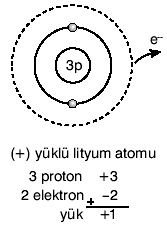 3p
e⁻
(+) yüklü lityum atomu
3 proton +3
2 elektron + −2
yük +1